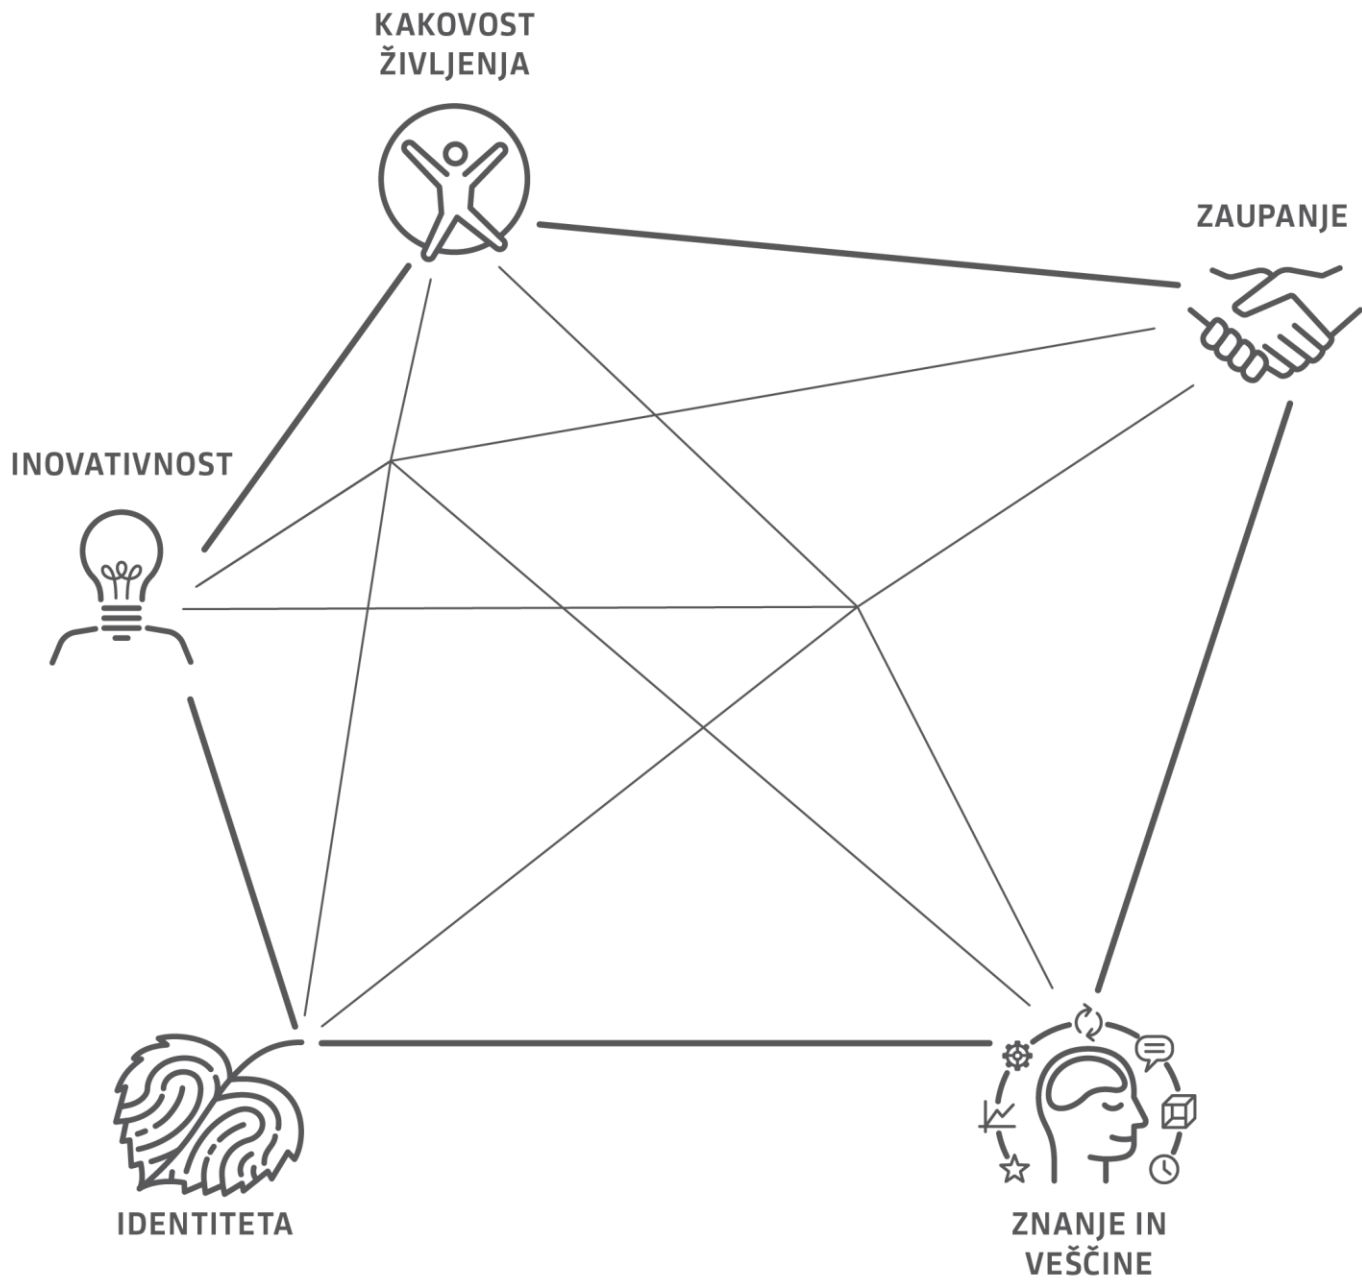 KAKOVOST
ŽIVLJENJA
ZAUPANJE
INOVATIVNOST
IDENTITETA
ZNANJE IN
VEŠČINE